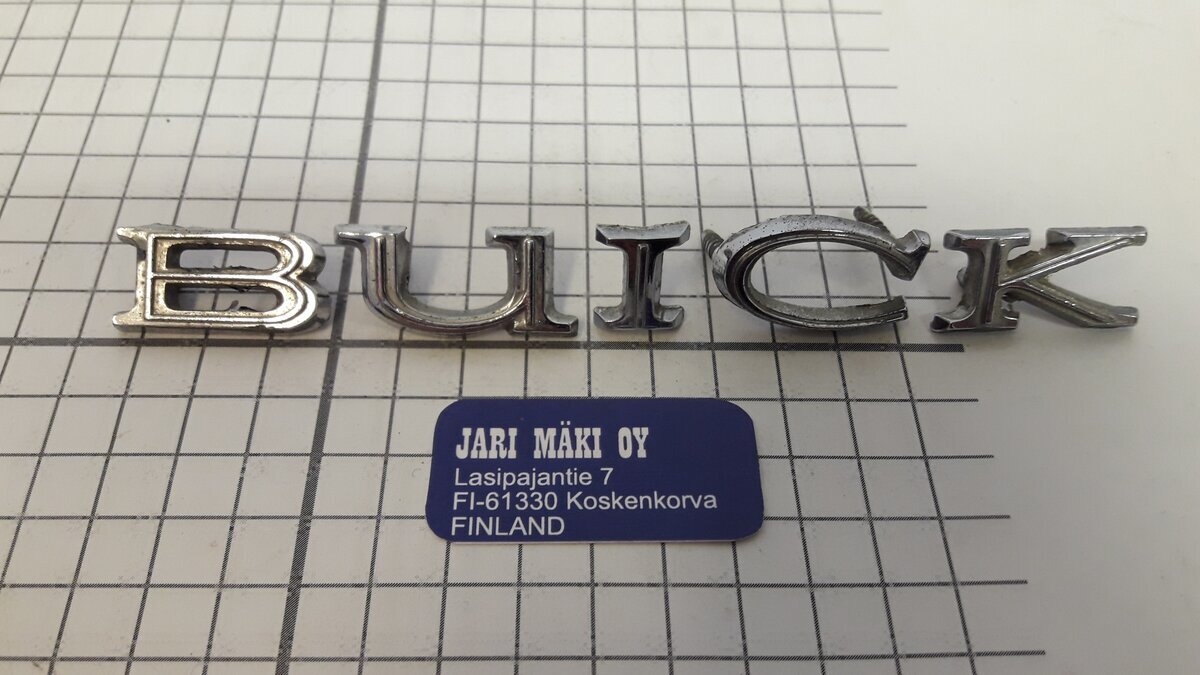 BUICK
JARI MÄKI OY
Lasipajantie 7
FI-61330 Koskenkorva
FINLAND